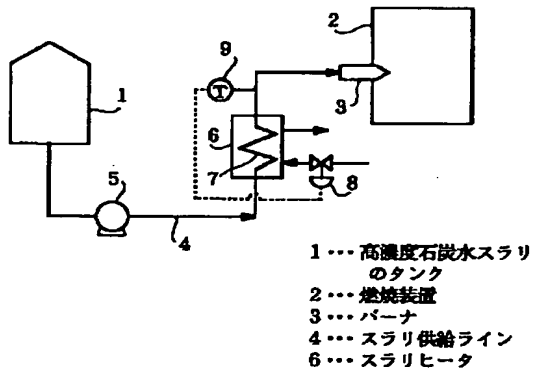 2
9
T
1
3
6
5
7
8
4
1 ··· 高濃度石炭水スラリ
のタンク
2 ··· 燃焼装置
3 ··· バーナ
4 ··· スラリ供給ライン
6 ··· スラリヒータ